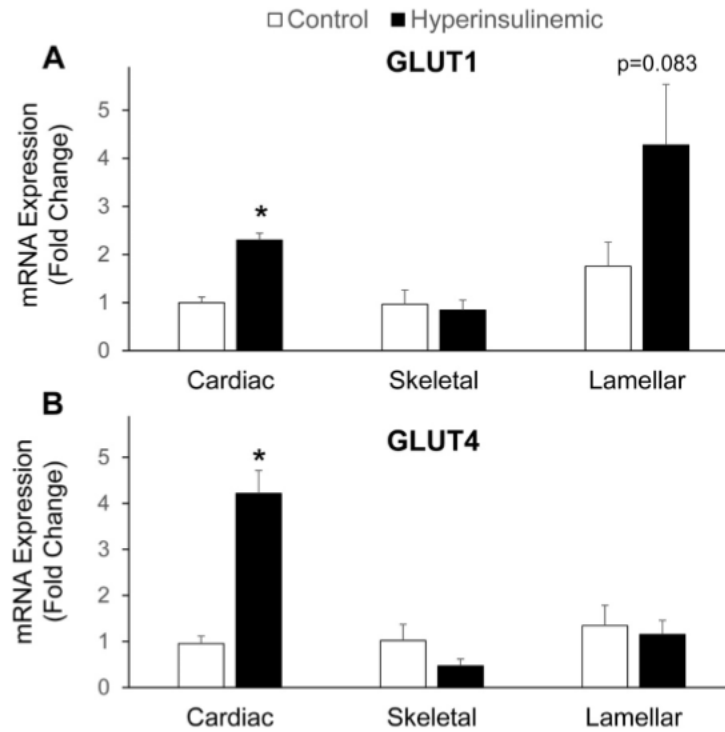 Control Hyperinsulinemic
A GLUT1 p=0.083
mRNA Expression
(Fold Change)
5
4
3
2
1
0
*
Cardiac Skeletal Lamellar
B GLUT4
mRNA Expression
(Fold Change)
5
4
3
2
1
0
*
Cardiac Skeletal Lamellar